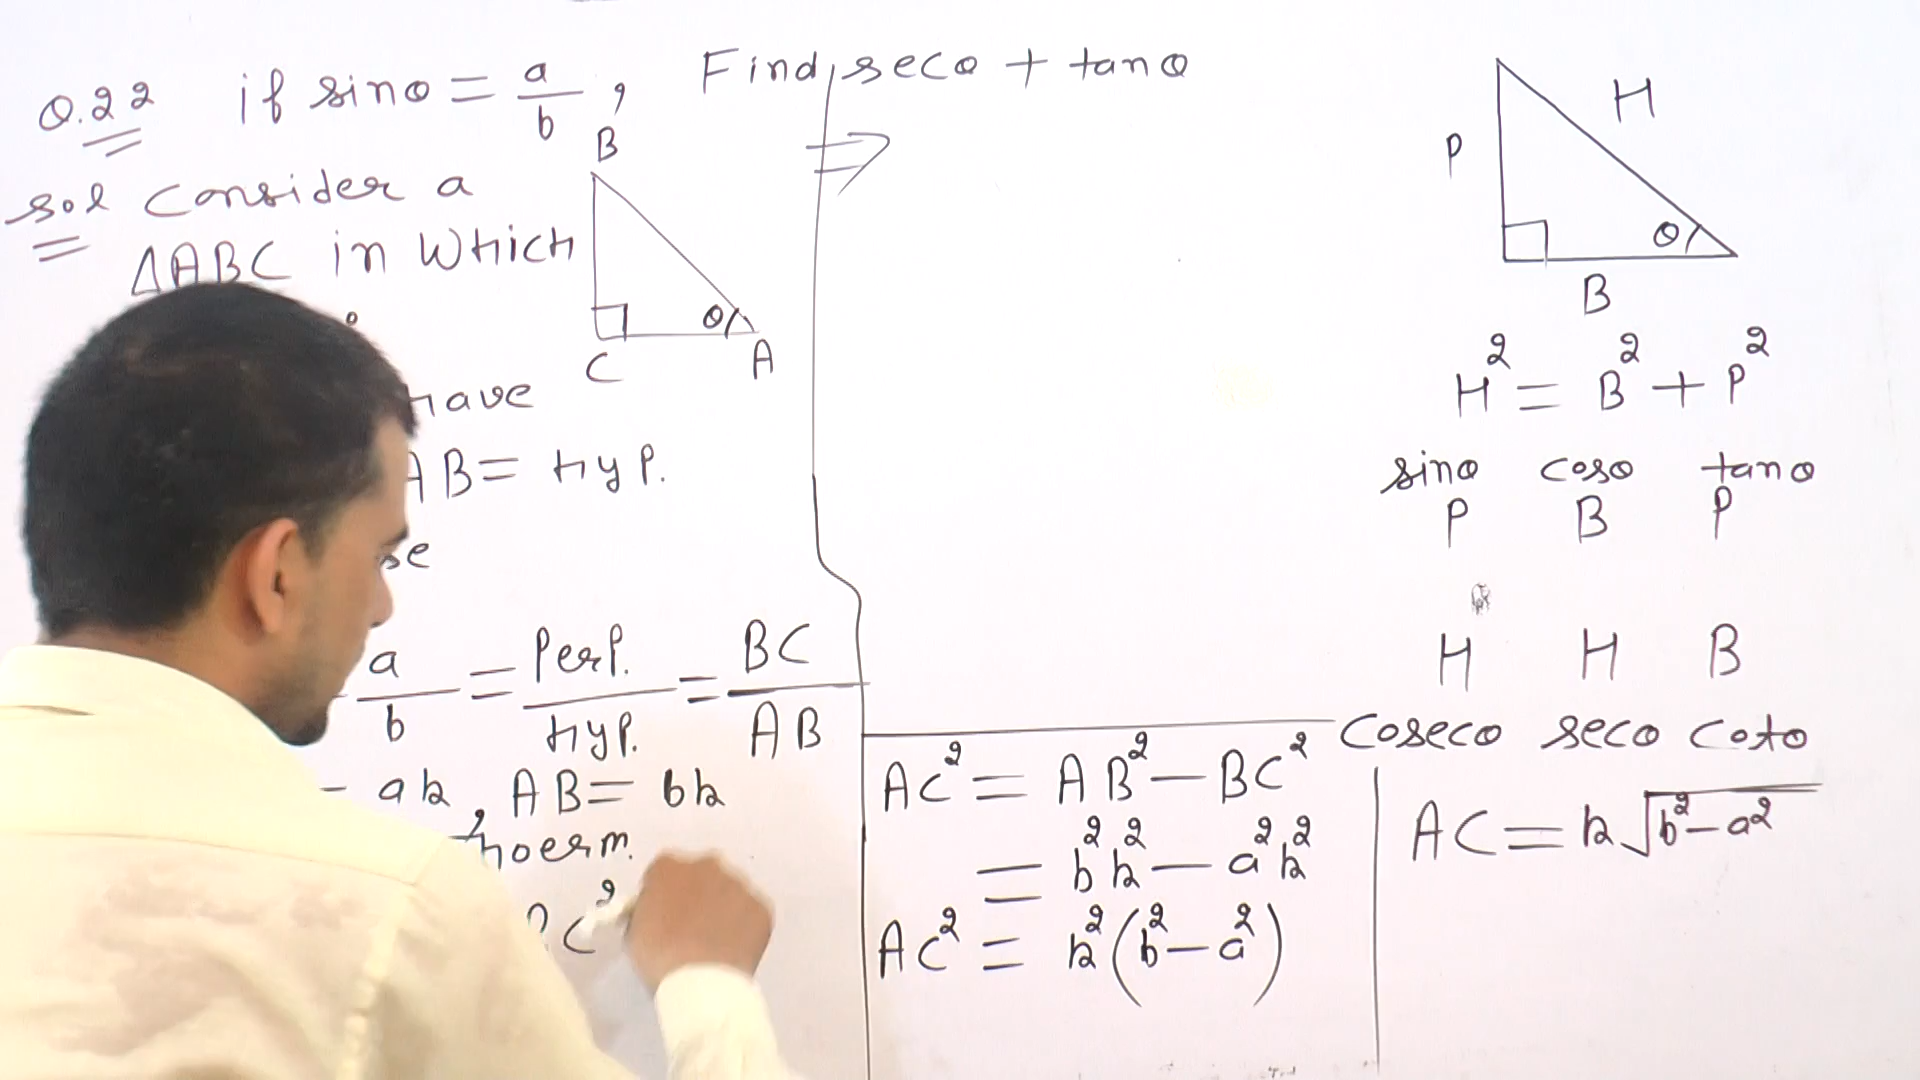 Q.22 if sinθ = a/b, Find, secθ + tanθ
B
⇒
sol Consider a
ΔABC in Which
θ
C A
have
AB = hyp.
se
a/b = Perp./hyp. = BC/AB
= ak, AB = bk
hoerm.
BC²
AC² = AB² - BC²
= b²k² - a²k²
AC² = k²(b² - a²)
AC = k√b² - a²
P H
θ
B
H² = B² + P²
sinθ cosθ tanθ
P B P
H H B
Cosecθ secθ Cotθ